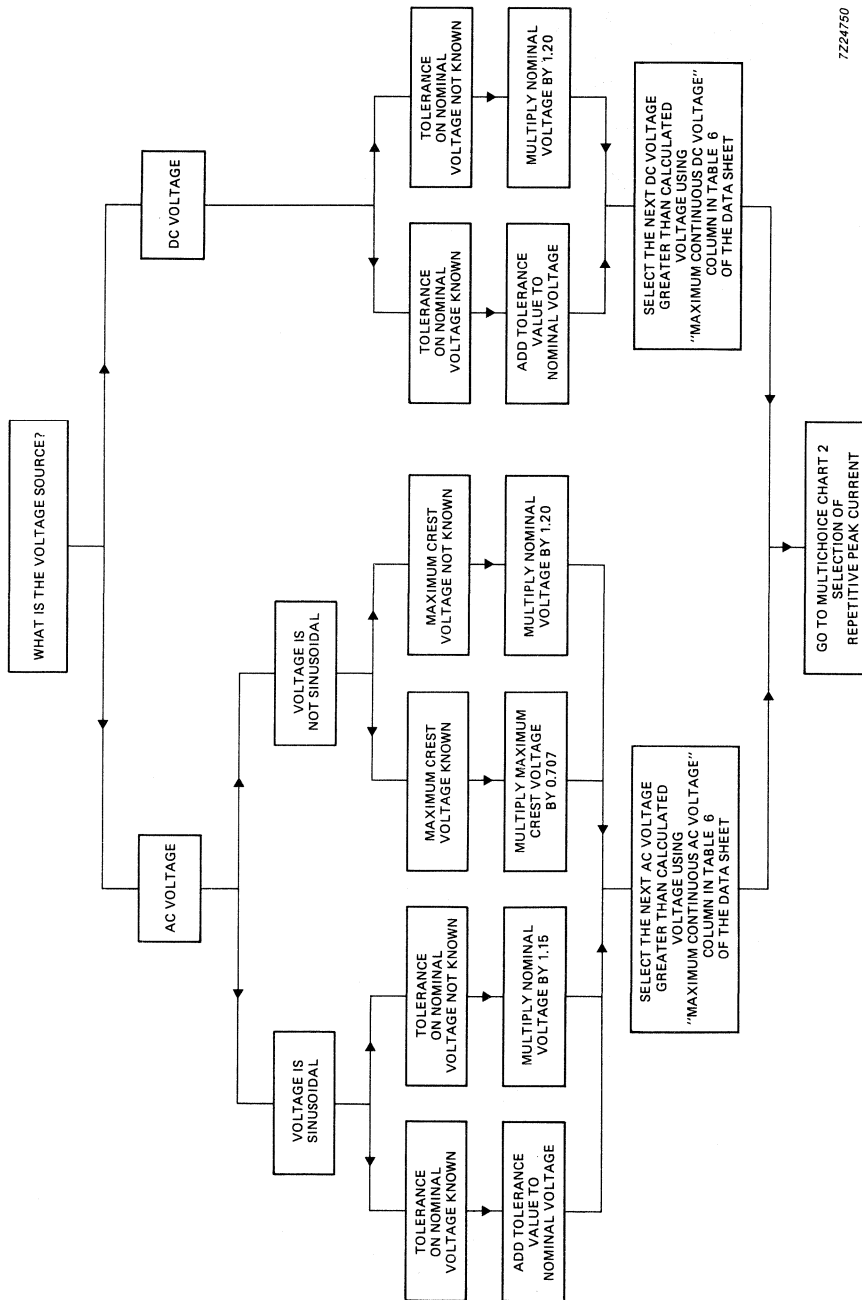 WHAT IS THE VOLTAGE SOURCE?
AC VOLTAGE
DC VOLTAGE
VOLTAGE IS
SINUSOIDAL
VOLTAGE IS
NOT SINUSOIDAL
TOLERANCE
ON NOMINAL
VOLTAGE KNOWN
TOLERANCE
ON NOMINAL
VOLTAGE NOT KNOWN
MAXIMUM CREST
VOLTAGE KNOWN
MAXIMUM CREST
VOLTAGE NOT KNOWN
TOLERANCE
ON NOMINAL
VOLTAGE KNOWN
TOLERANCE
ON NOMINAL
VOLTAGE NOT KNOWN
ADD TOLERANCE
VALUE TO
NOMINAL VOLTAGE
MULTIPLY NOMINAL
VOLTAGE BY 1.15
MULTIPLY MAXIMUM
CREST VOLTAGE
BY 0.707
MULTIPLY NOMINAL
VOLTAGE BY 1.20
ADD TOLERANCE
VALUE TO
NOMINAL VOLTAGE
MULTIPLY NOMINAL
VOLTAGE BY 1.20
SELECT THE NEXT AC VOLTAGE
GREATER THAN CALCULATED
VOLTAGE USING
"MAXIMUM CONTINUOUS AC VOLTAGE"
COLUMN IN TABLE 6
OF THE DATA SHEET
SELECT THE NEXT DC VOLTAGE
GREATER THAN CALCULATED
VOLTAGE USING
"MAXIMUM CONTINUOUS DC VOLTAGE"
COLUMN IN TABLE 6
OF THE DATA SHEET
GO TO MULTICHOICE CHART 2
SELECTION OF
REPETITIVE PEAK CURRENT
7Z24750